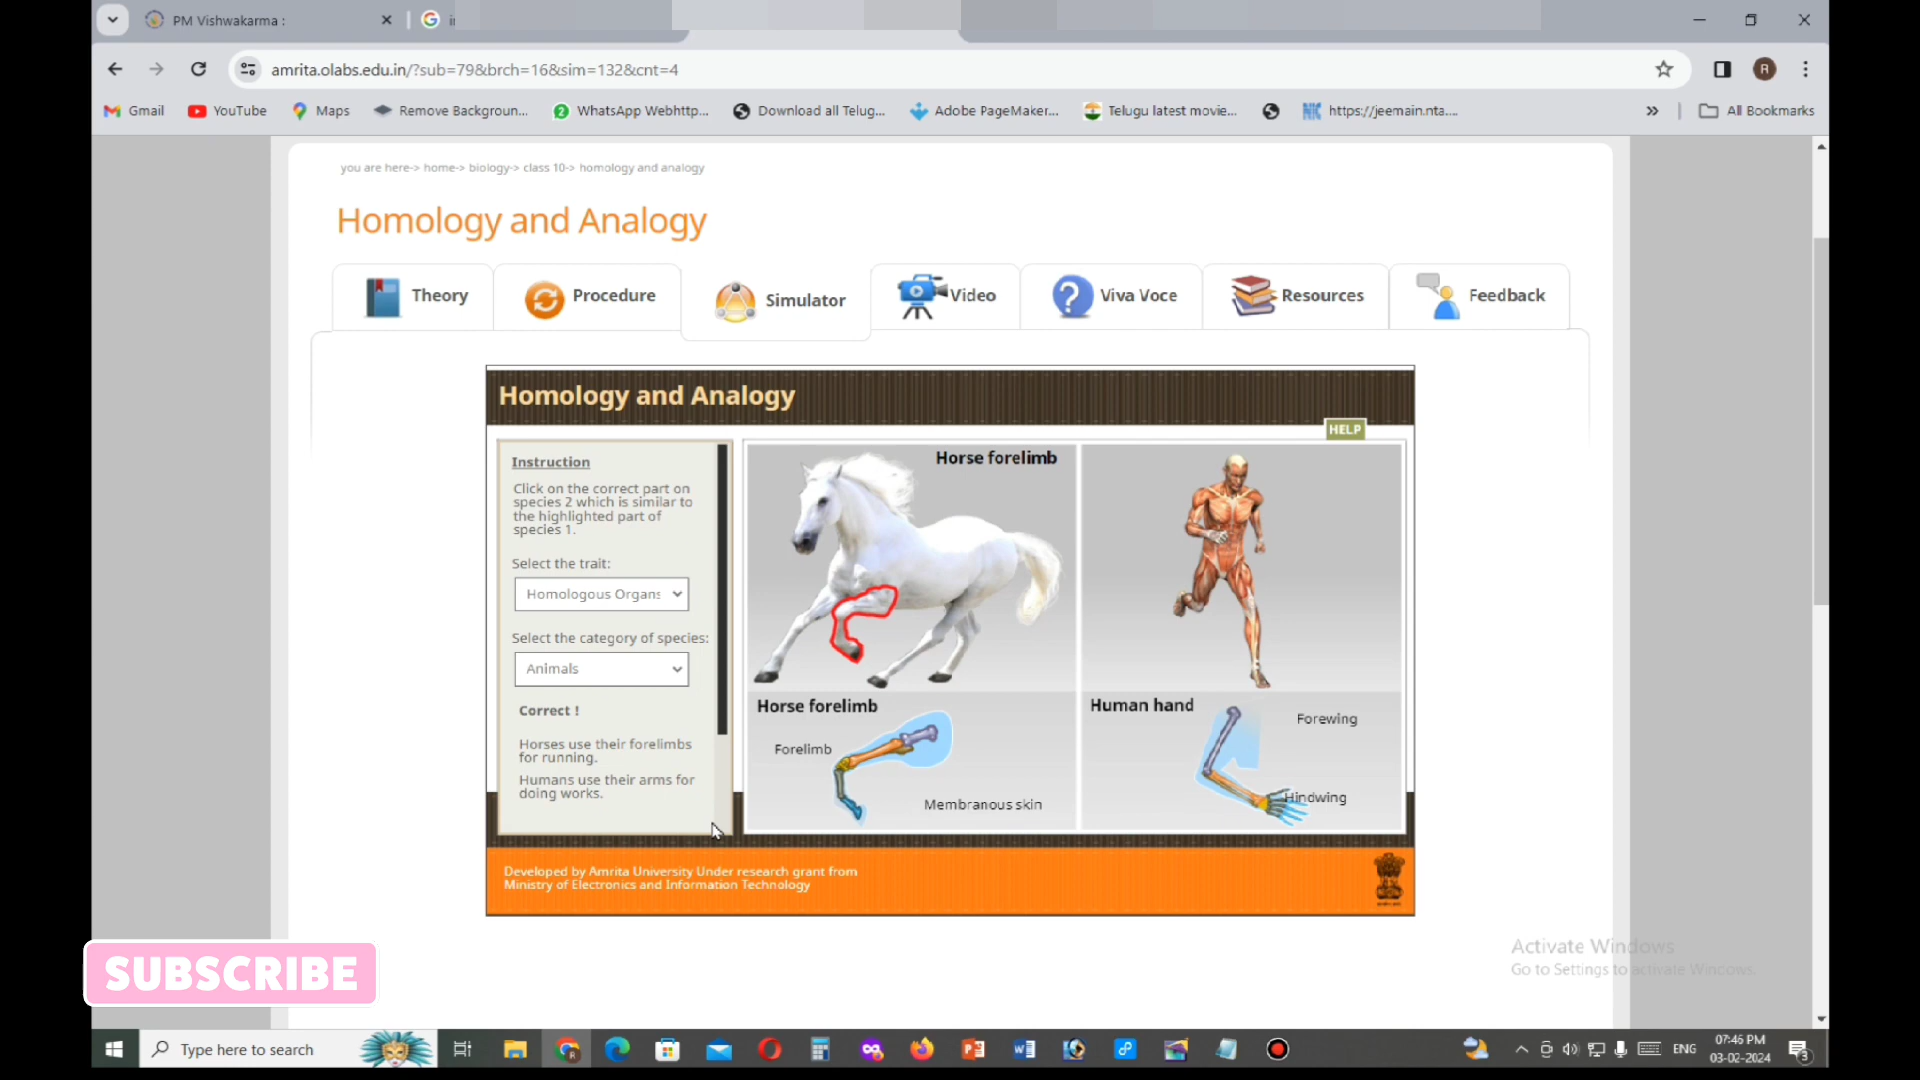 PM Vishwakarma :
amrita.olabs.edu.in/?sub=79&brch=16&sim=132&cnt=4
R
Gmail
YouTube
Maps
Remove Backgroun...
WhatsApp Webhttp...
Download all Telug...
Adobe PageMaker...
Telugu latest movie...
https://jeemain.nta....
»
All Bookmarks
you are here-> home-> biology-> class 10-> homology and analogy
Homology and Analogy
Theory
Procedure
Simulator
Video
Viva Voce
Resources
Feedback
Homology and Analogy
HELP
Instruction
Click on the correct part on
species 2 which is similar to
the highlighted part of
species 1.
Select the trait:
Homologous Organs
Select the category of species:
Animals
Correct !
Horses use their forelimbs
for running.
Humans use their arms for
doing works.
Horse forelimb
Horse forelimb
Forelimb
Membranous skin
Human hand
Forewing
Hindwing
Developed by Amrita University Under research grant from
Ministry of Electronics and Information Technology
Activate Windows
Go to Settings to activate Windows.
SUBSCRIBE
Type here to search
ENG
07:46 PM
03-02-2024
3